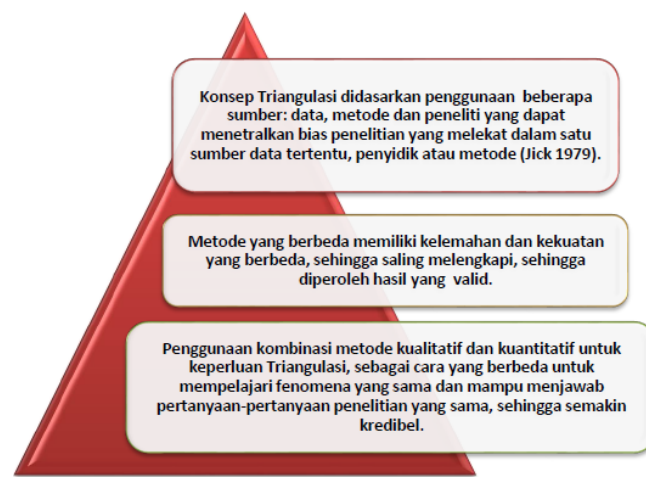 Konsep Triangulasi didasarkan penggunaan beberapa
sumber: data, metode dan peneliti yang dapat
menetralkan bias penelitian yang melekat dalam satu
sumber data tertentu, penyidik atau metode (Jick 1979).
Metode yang berbeda memiliki kelemahan dan kekuatan
yang berbeda, sehingga saling melengkapi, sehingga
diperoleh hasil yang valid.
Penggunaan kombinasi metode kualitatif dan kuantitatif untuk
keperluan Triangulasi, sebagai cara yang berbeda untuk
mempelajari fenomena yang sama dan mampu menjawab
pertanyaan-pertanyaan penelitian yang sama, sehingga semakin
kredibel.